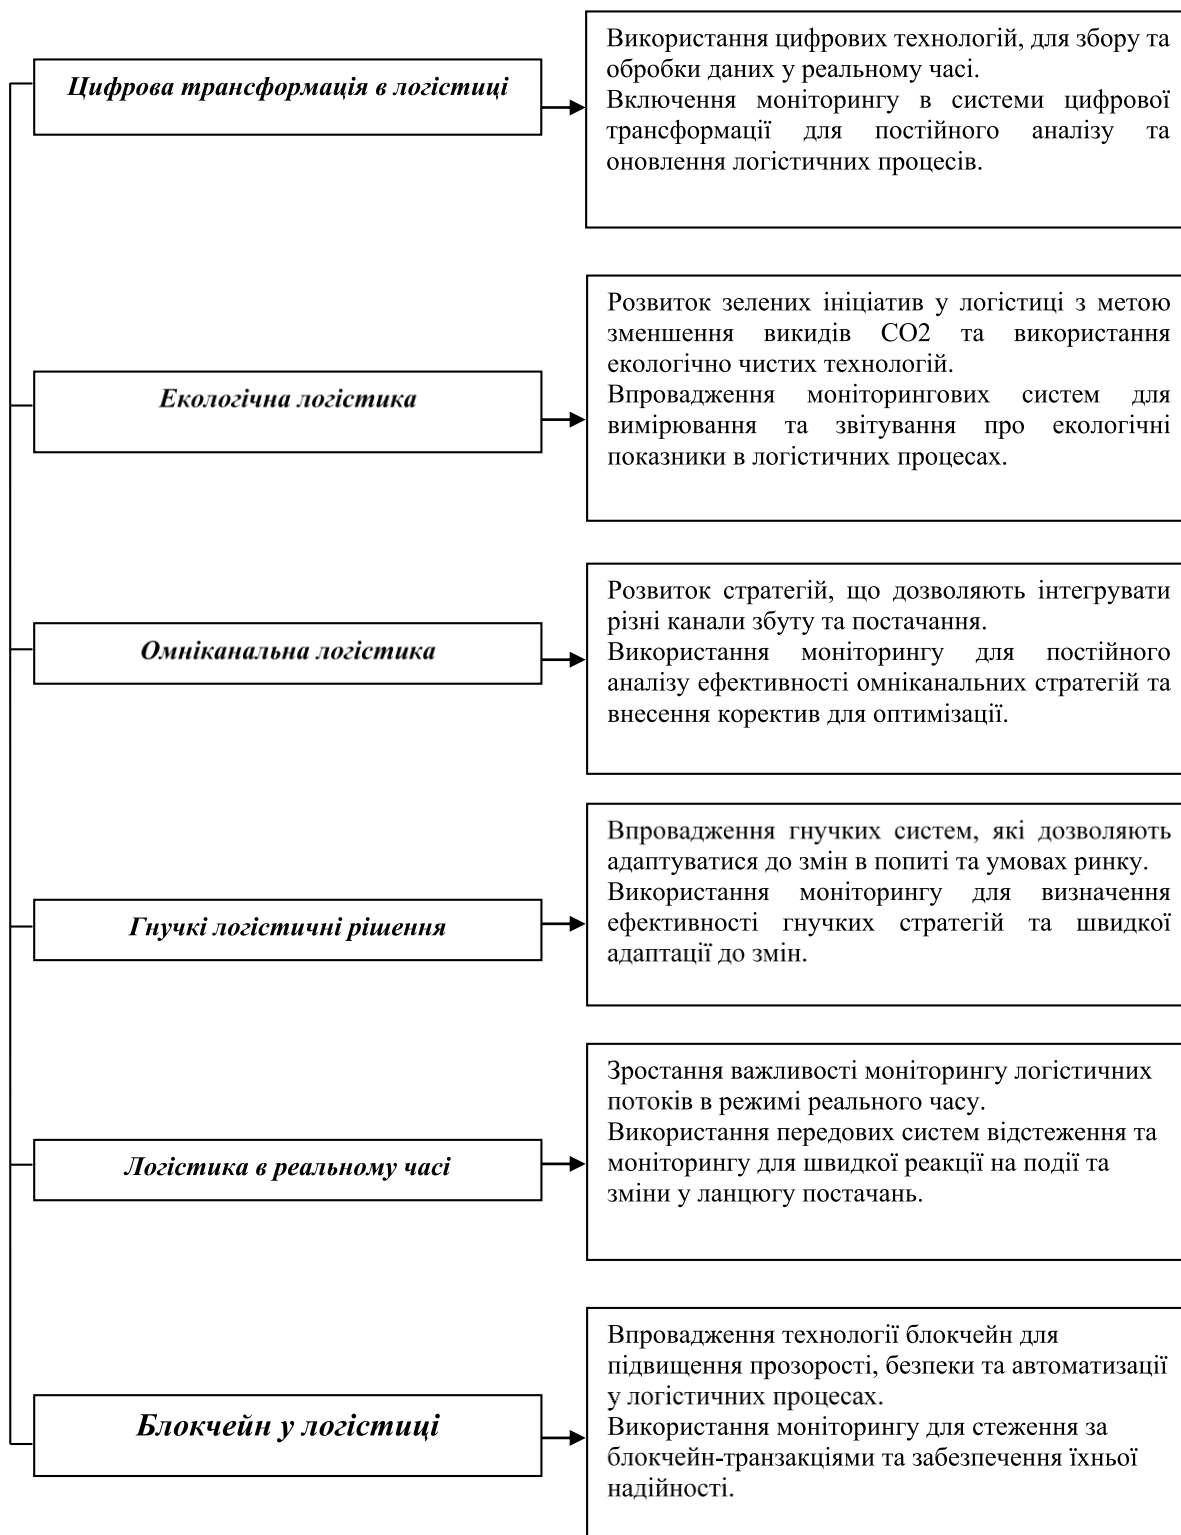 Цифрова трансформація в логістиці
Використання цифрових технологій, для збору та
обробки даних у реальному часі.
Включення моніторингу в системи цифрової
трансформації для постійного аналізу та
оновлення логістичних процесів.
Екологічна логістика
Розвиток зелених ініціатив у логістиці з метою
зменшення викидів СО2 та використання
екологічно чистих технологій.
Впровадження моніторингових систем для
вимірювання та звітування про екологічні
показники в логістичних процесах.
Омніканальна логістика
Розвиток стратегій, що дозволяють інтегрувати
різні канали збуту та постачання.
Використання моніторингу для постійного
аналізу ефективності омніканальних стратегій та
внесення коректив для оптимізації.
Гнучкі логістичні рішення
Впровадження гнучких систем, які дозволяють
адаптуватися до змін в попиті та умовах ринку.
Використання моніторингу для визначення
ефективності гнучких стратегій та швидкої
адаптації до змін.
Логістика в реальному часі
Зростання важливості моніторингу логістичних
потоків в режимі реального часу.
Використання передових систем відстеження та
моніторингу для швидкої реакції на події та
зміни у ланцюгу постачань.
Блокчейн у логістиці
Впровадження технології блокчейн для
підвищення прозорості, безпеки та автоматизації
у логістичних процесах.
Використання моніторингу для стеження за
блокчейн-транзакціями та забезпечення їхньої
надійності.